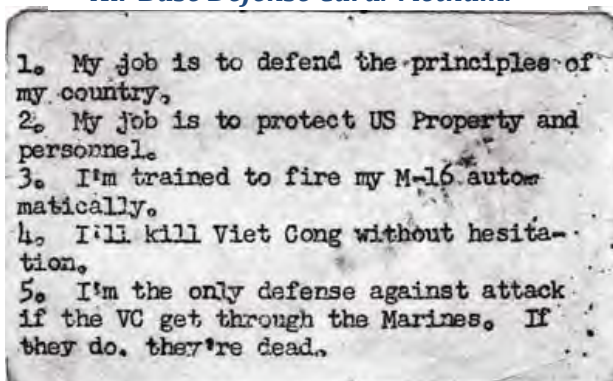 1. My job is to defend the principles of
my country.
2. My job is to protect US Property and
personnel.
3. I'm trained to fire my M-16 auto-
matically.
4. I'll kill Viet Cong without hesita-
tion.
5. I'm the only defense against attack
if the VC get through the Marines. If
they do, they're dead.